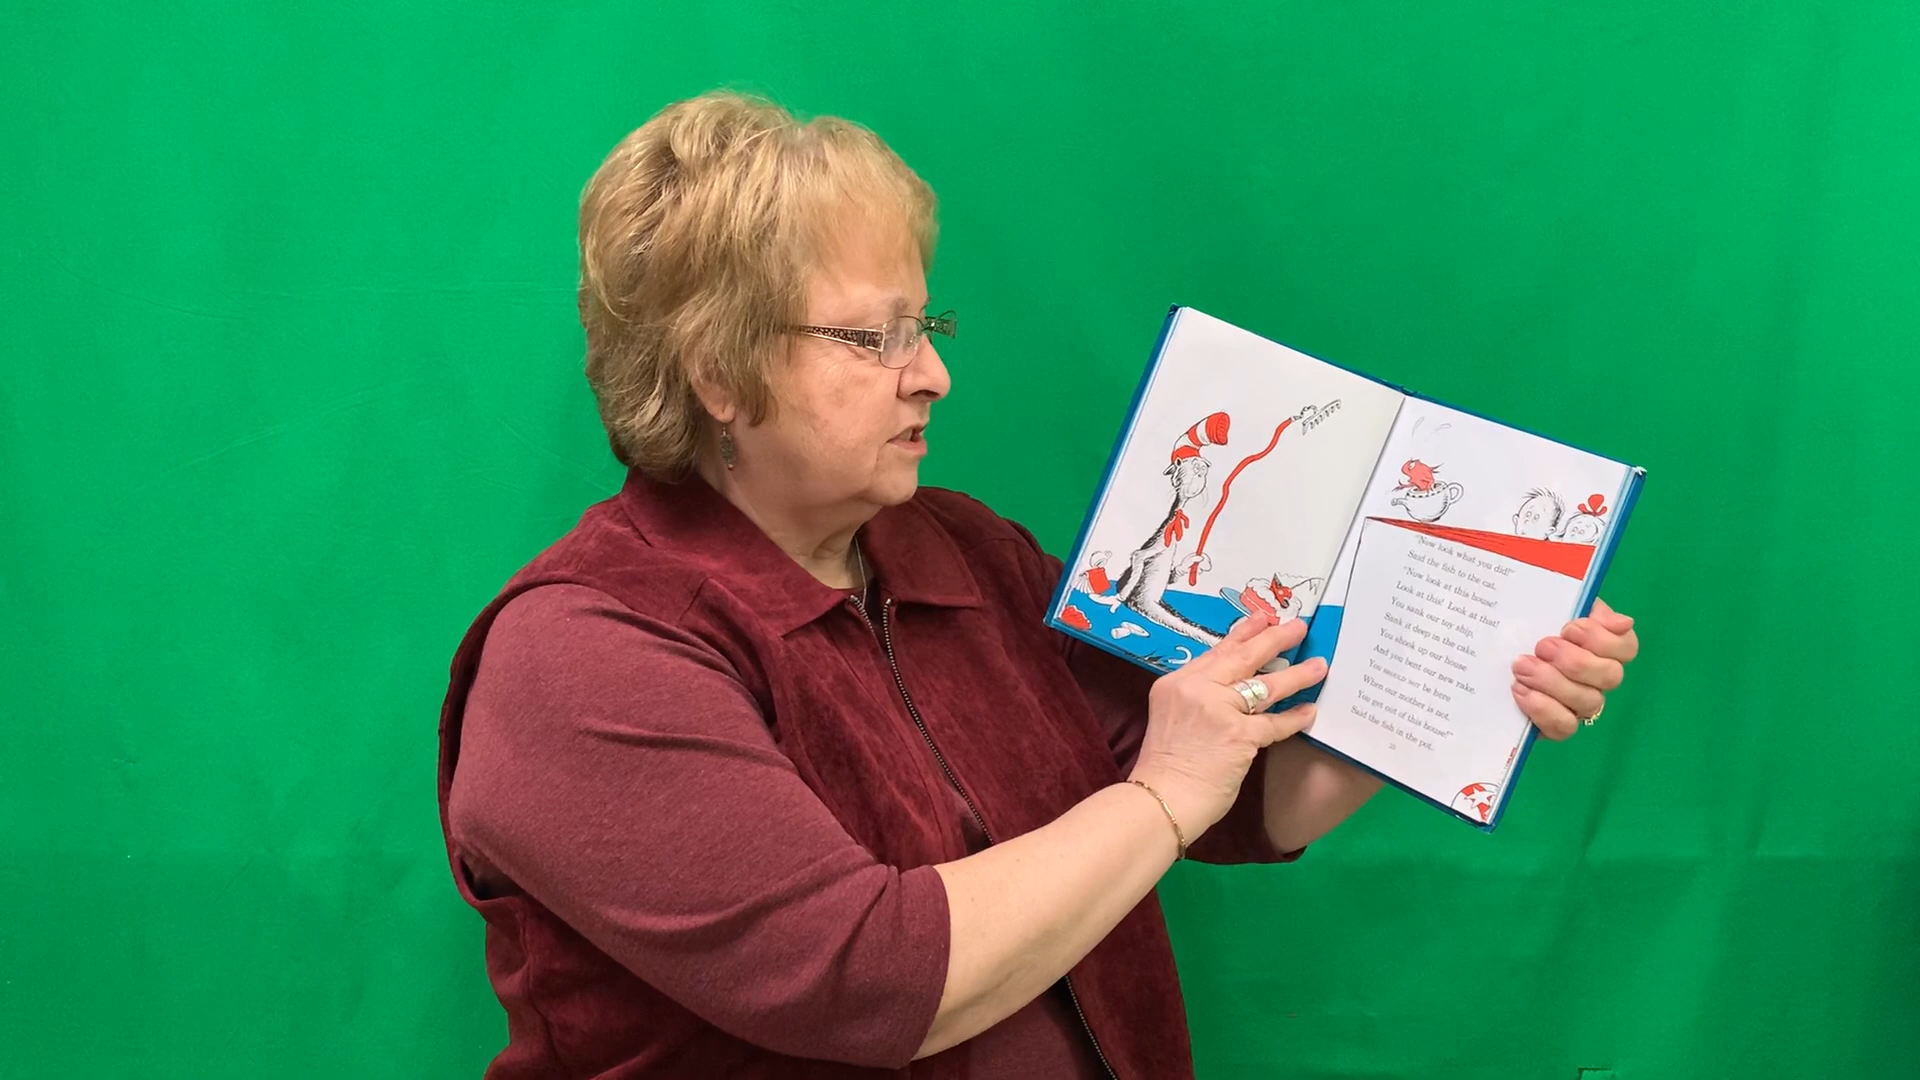 "Now look what you did!"
Said the fish to the cat.
"Now look at this house!
Look at this! Look at that!
You sank our toy ship,
Sank it deep in the cake.
You shook up our house
And you bent our new rake.
You SHOULD NOT be here
When our mother is not.
You get out of this house!"
Said the fish in the pot.
25